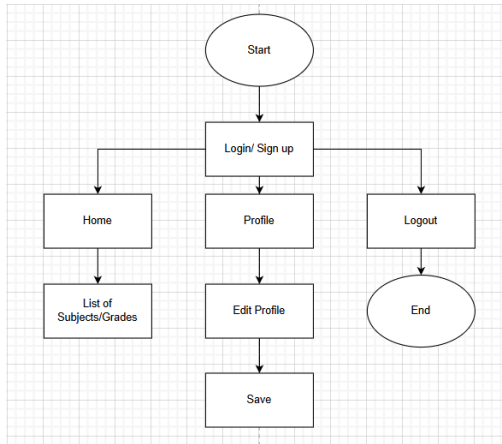 Start
Login/ Sign up
Home
Profile
Logout
List of
Subjects/Grades
Edit Profile
End
Save